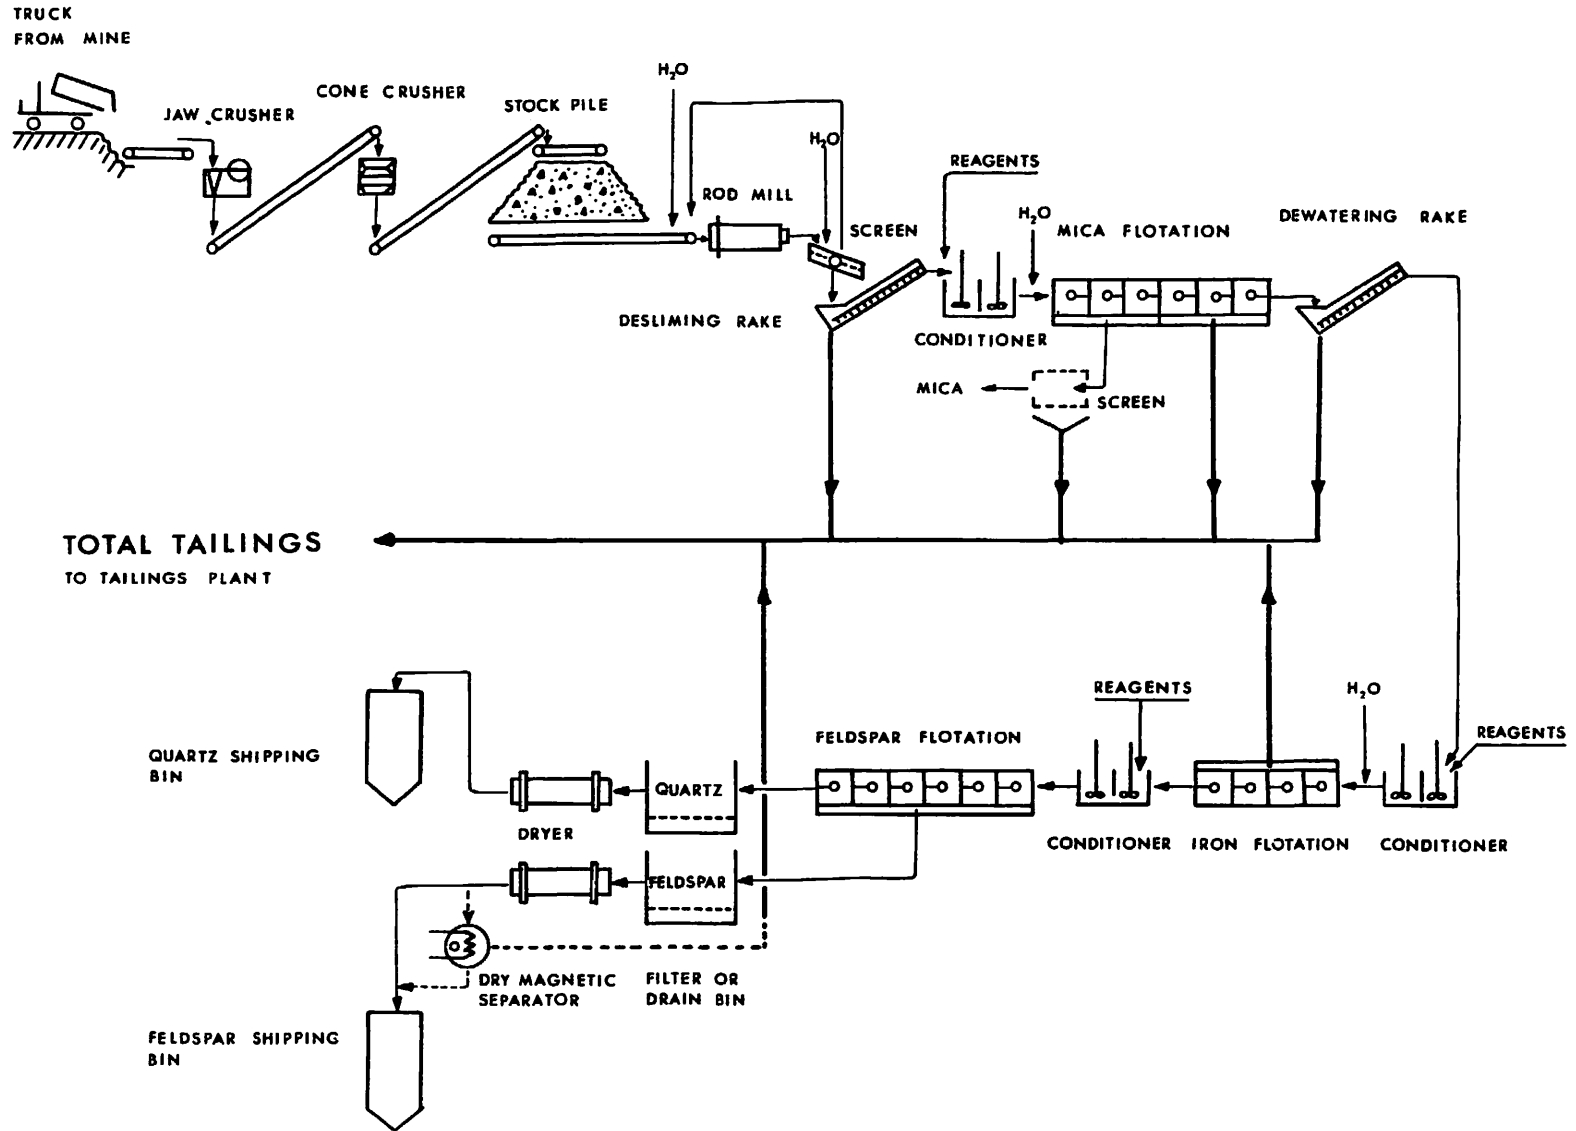 TRUCK
FROM MINE
JAW CRUSHER
CONE CRUSHER
STOCK PILE
H₂O
H₂O
ROD MILL
SCREEN
DESLIMING RAKE
REAGENTS
H₂O
MICA FLOTATION
DEWATERING RAKE
CONDITIONER
MICA
SCREEN
TOTAL TAILINGS
TO TAILINGS PLANT
REAGENTS
H₂O
REAGENTS
FELDSPAR FLOTATION
QUARTZ SHIPPING
BIN
QUARTZ
DRYER
CONDITIONER
IRON FLOTATION
CONDITIONER
FELDSPAR
DRY MAGNETIC
SEPARATOR
FILTER OR
DRAIN BIN
FELDSPAR SHIPPING
BIN